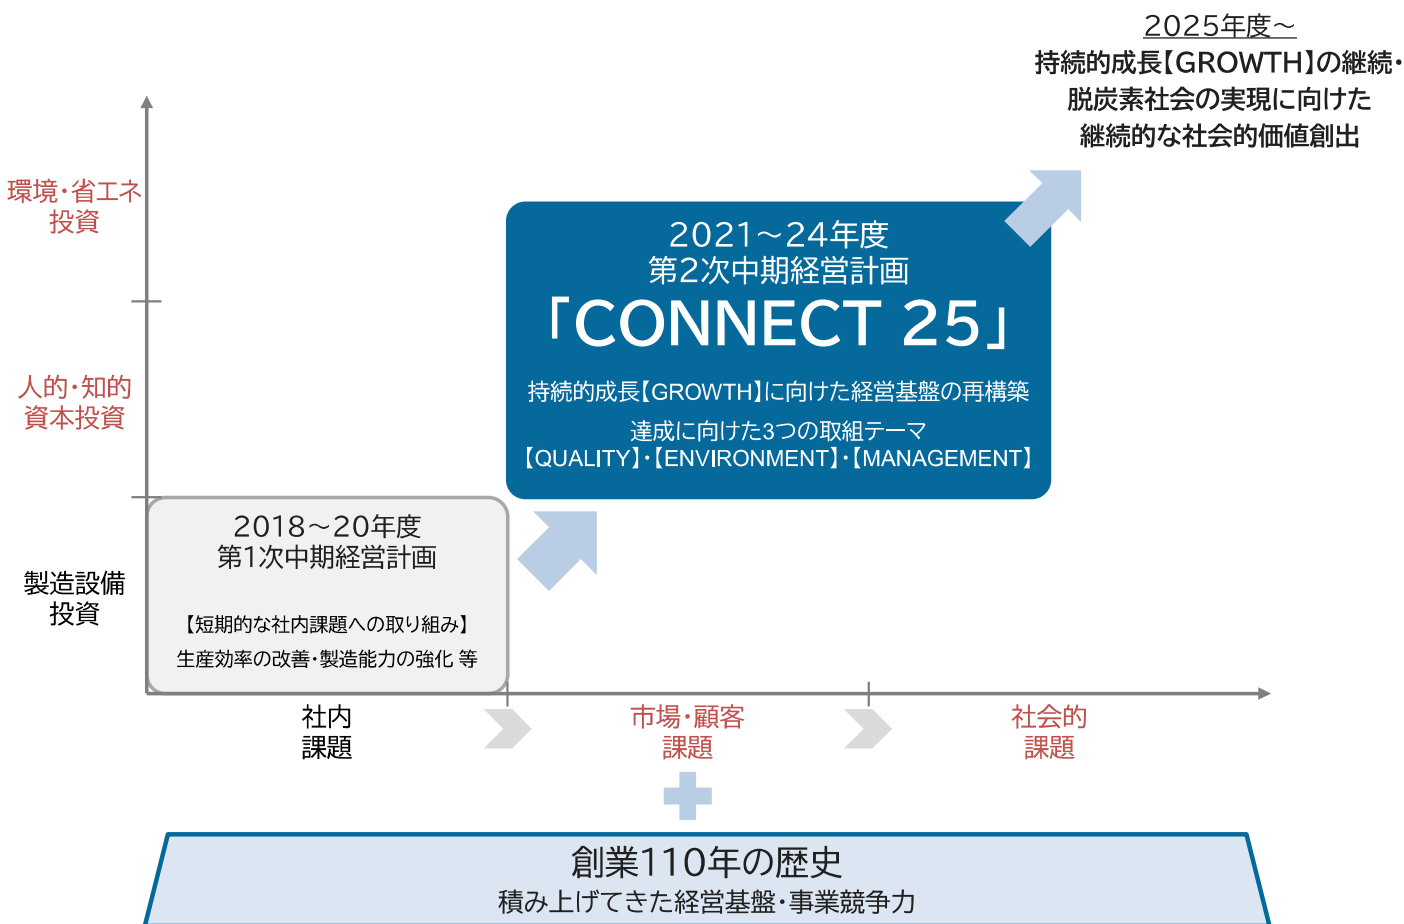 2025年度～
持続的成長【GROWTH】の継続・
脱炭素社会の実現に向けた
継続的な社会的価値創出
環境・省エネ
投資
2021～24年度
第2次中期経営計画
「CONNECT 25」
持続的成長【GROWTH】に向けた経営基盤の再構築
達成に向けた3つの取組テーマ
【QUALITY】・【ENVIRONMENT】・【MANAGEMENT】
人的・知的
資本投資
2018～20年度
第1次中期経営計画
【短期的な社内課題への取り組み】
生産効率の改善・製造能力の強化 等
製造設備
投資
社内
課題
市場・顧客
課題
社会的
課題
創業110年の歴史
積み上げてきた経営基盤・事業競争力